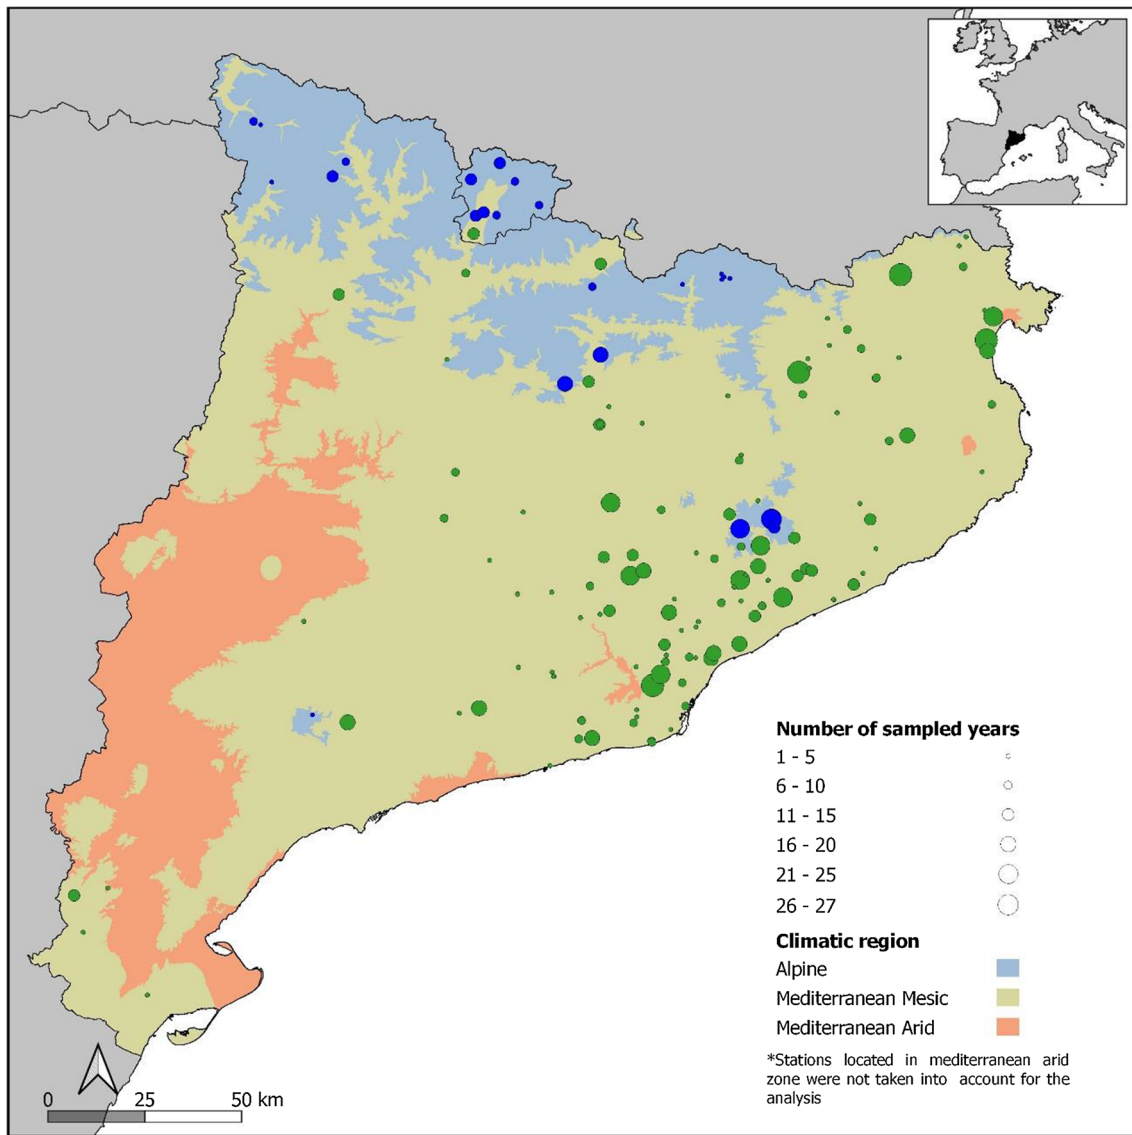 Number of sampled years
1 - 5
6 - 10
11 - 15
16 - 20
21 - 25
26 - 27
Climatic region
Alpine
Mediterranean Mesic
Mediterranean Arid
*Stations located in mediterranean arid
zone were not taken into account for the
analysis
0 25 50 km